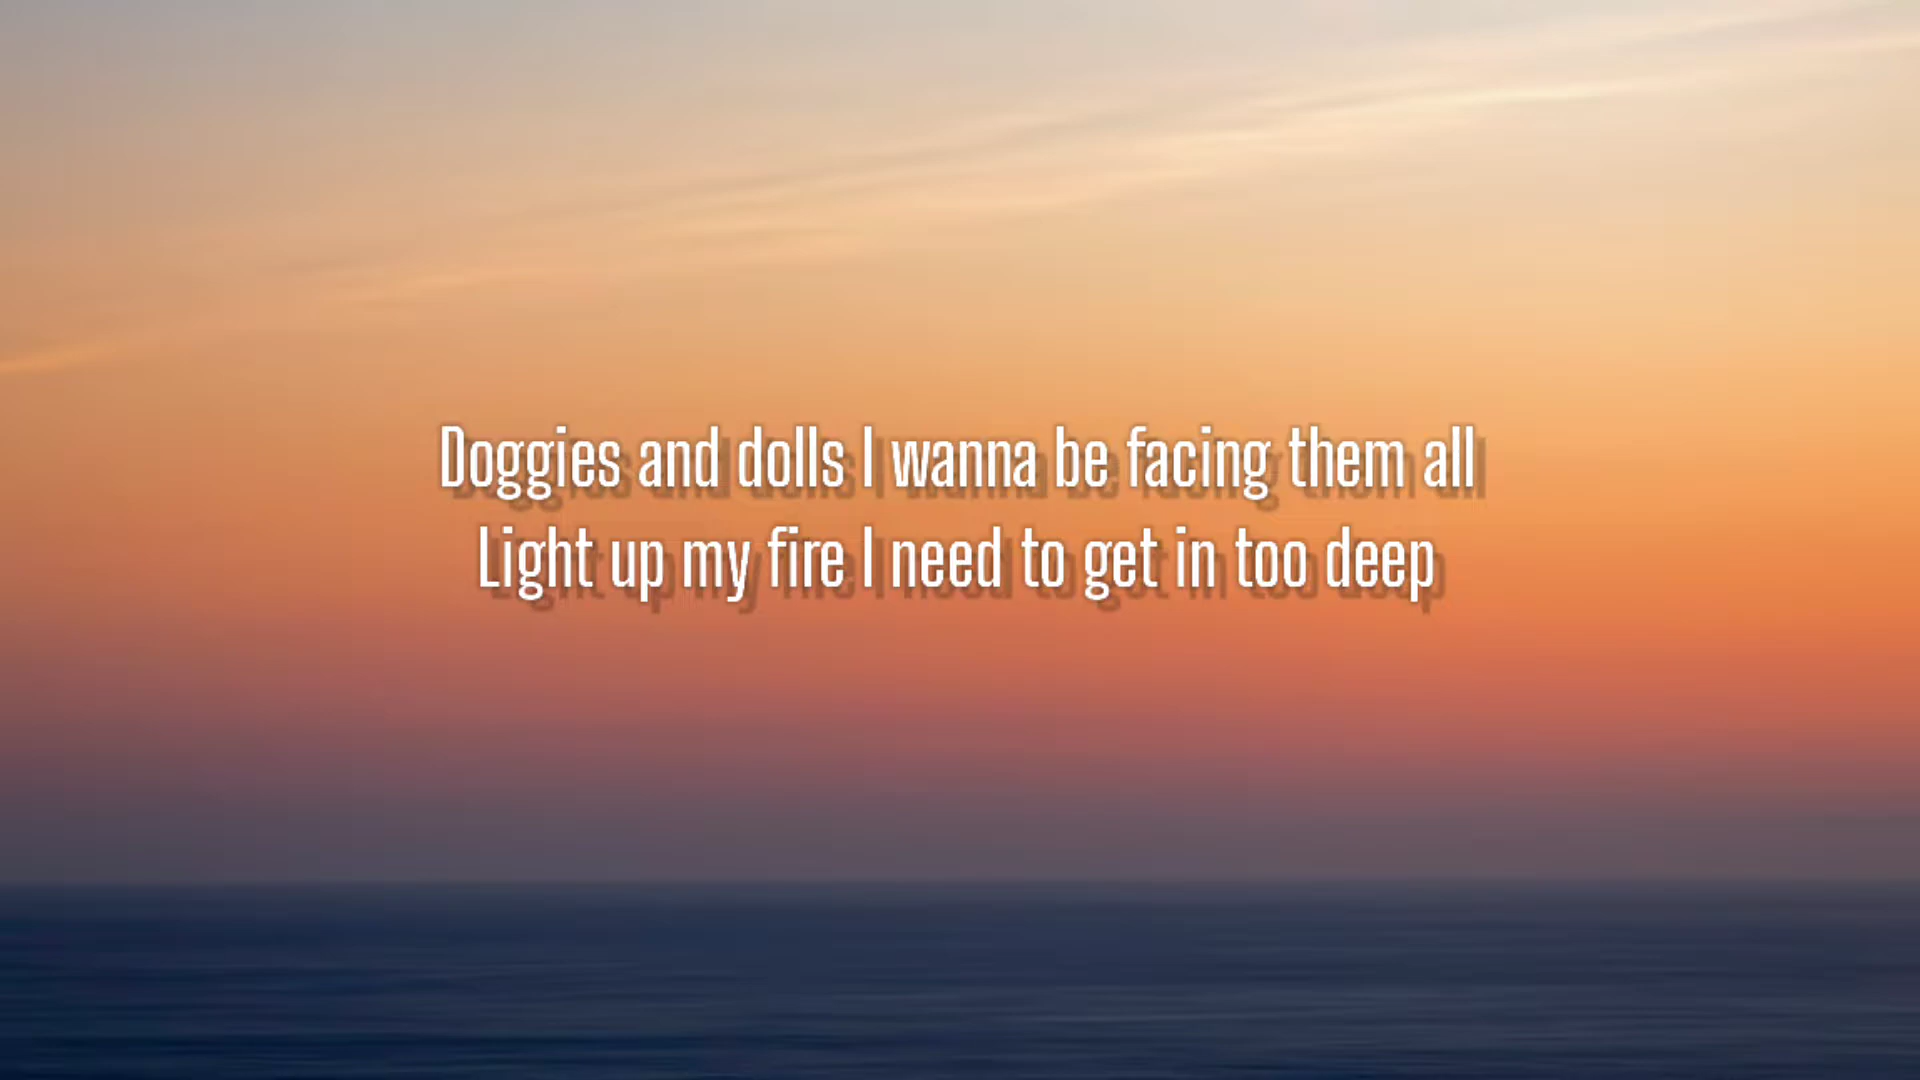 Doggies and dolls I wanna be facing them all
Light up my fire I need to get in too deep